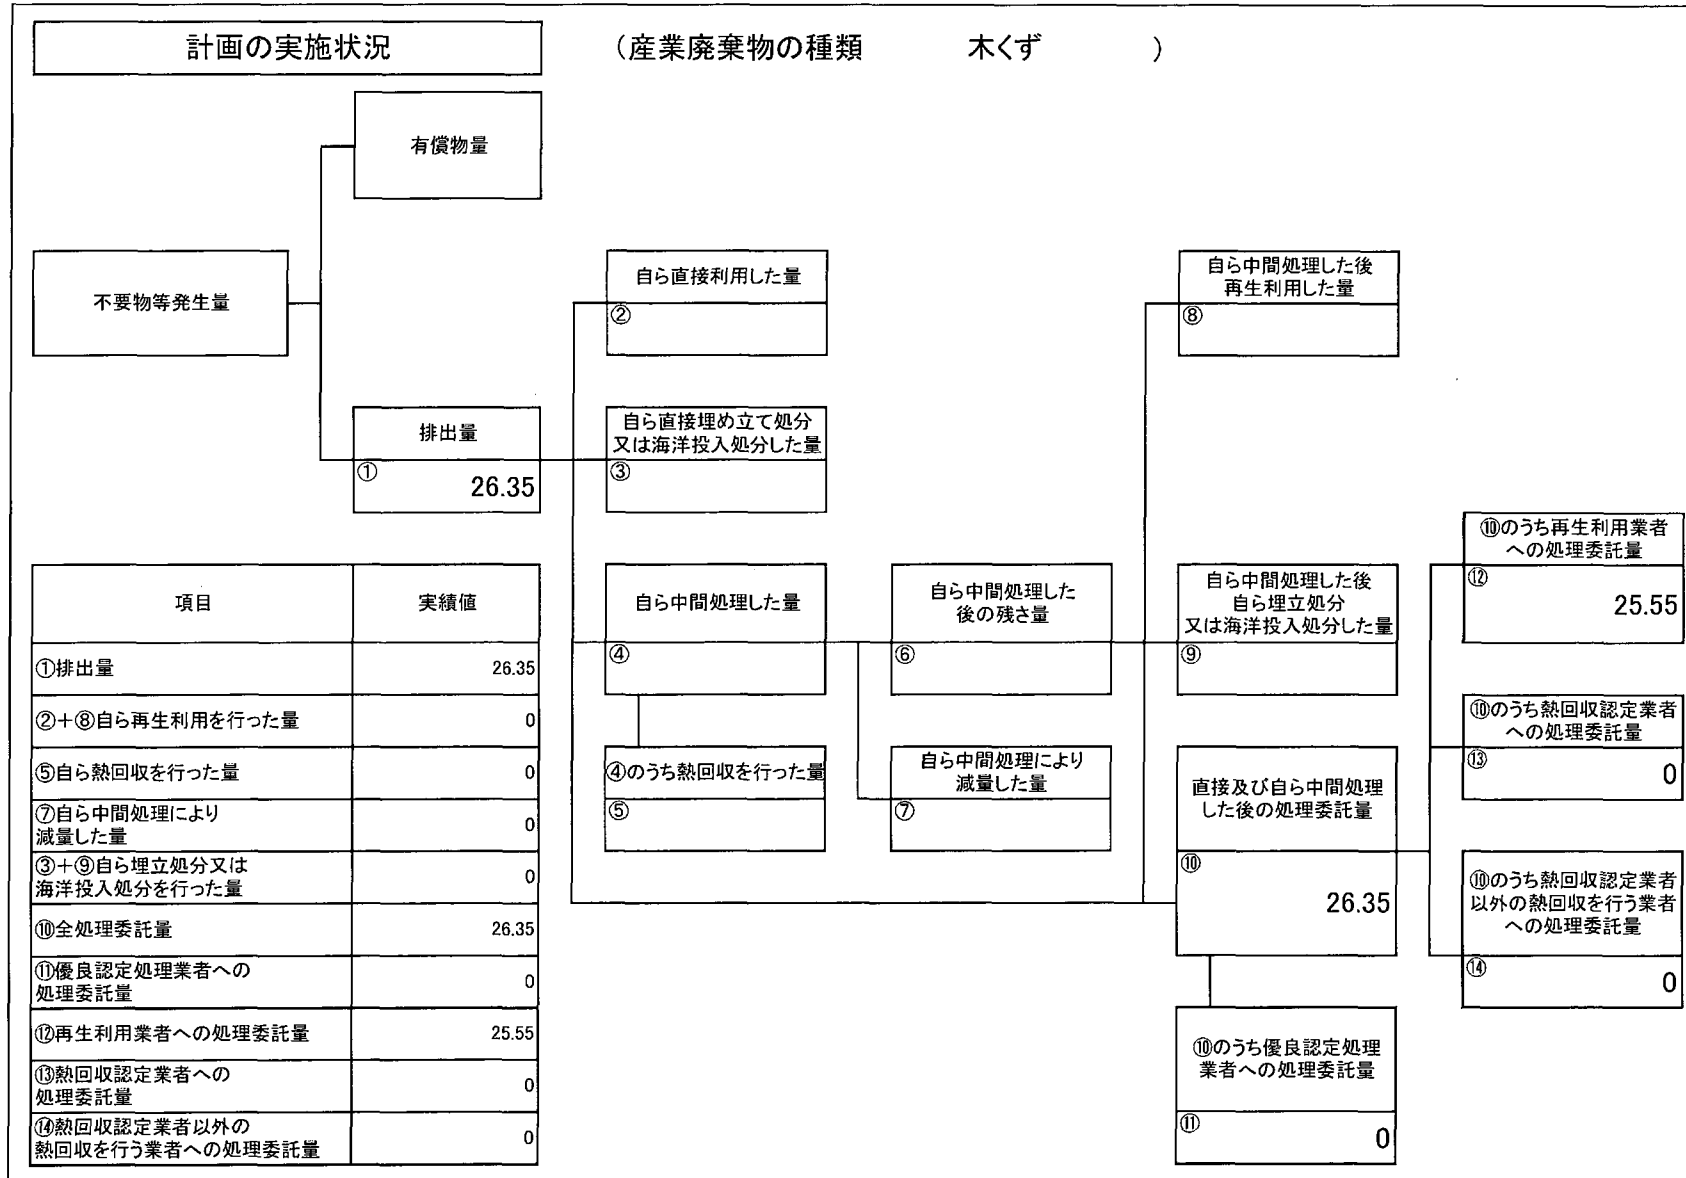 計画の実施状況
（産業廃棄物の種類 木くず ）
有償物量
不要物等発生量
自ら直接利用した量
②
自ら中間処理した後
再生利用した量
⑧
排出量
① 26.35
自ら直接埋め立て処分
又は海洋投入処分した量
③
⑩のうち再生利用業者
への処理委託量
⑫ 25.55
自ら中間処理した量
④
自ら中間処理した
後の残さ量
⑥
自ら中間処理した後
自ら埋立処分
又は海洋投入処分した量
⑨
⑩のうち熱回収認定業者
への処理委託量
⑬ 0
④のうち熱回収を行った量
⑤
自ら中間処理により
減量した量
⑦
直接及び自ら中間処理
した後の処理委託量
⑩ 26.35
⑩のうち熱回収認定業者
以外の熱回収を行う業者
への処理委託量
⑭ 0
⑩のうち優良認定処理
業者への処理委託量
⑪ 0
項目 実績値
①排出量 26.35
②＋⑧自ら再生利用を行った量 0
⑤自ら熱回収を行った量 0
⑦自ら中間処理により
減量した量 0
③＋⑨自ら埋立処分又は
海洋投入処分を行った量 0
⑩全処理委託量 26.35
⑪優良認定処理業者への
処理委託量 0
⑫再生利用業者への処理委託量 25.55
⑬熱回収認定業者への
処理委託量 0
⑭熱回収認定業者以外の
熱回収を行う業者への処理委託量 0